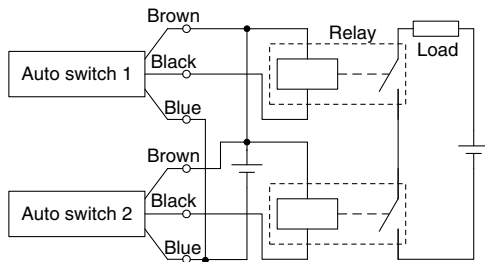 Brown
Relay
Load
Auto switch 1
Black
Blue
Brown
Auto switch 2
Black
Blue